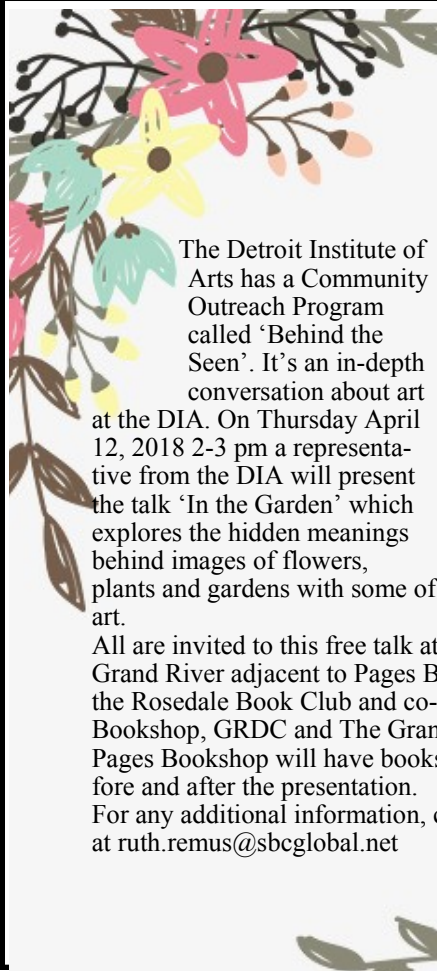 The Detroit Institute of
Arts has a Community
Outreach Program
called ‘Behind the
Seen’. It’s an in-depth
conversation about art
at the DIA. On Thursday April
12, 2018 2-3 pm a representa-
tive from the DIA will present
the talk ‘In the Garden’ which
explores the hidden meanings
behind images of flowers,
plants and gardens with some of
art.
All are invited to this free talk at
Grand River adjacent to Pages B
the Rosedale Book Club and co-
Bookshop, GRDC and The Gran
Pages Bookshop will have books
fore and after the presentation.
For any additional information, c
at ruth.remus@sbcglobal.net